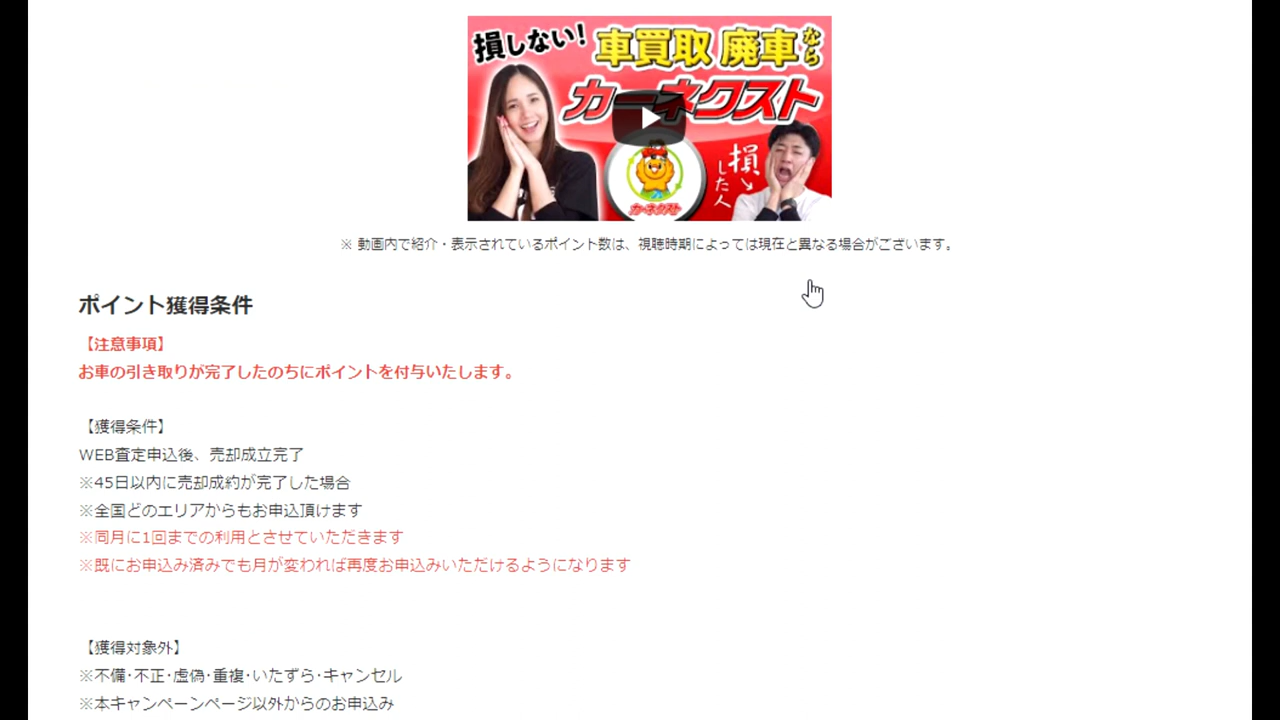 損しない! 車買取 廃車なら
カーネクスト
損した人
カーネクスト
※ 動画内で紹介・表示されているポイント数は、視聴時期によっては現在と異なる場合がございます。
ポイント獲得条件
【注意事項】
お車の引き取りが完了したのちにポイントを付与いたします。
【獲得条件】
WEB査定申込後、売却成立完了
※45日以内に売却成約が完了した場合
※全国どのエリアからもお申込頂けます
※同月に1回までの利用とさせていただきます
※既にお申込み済みでも月が変われば再度お申込みいただけるようになります
【獲得対象外】
※不備･不正･虚偽･重複･いたずら･キャンセル
※本キャンペーンページ以外からのお申込み